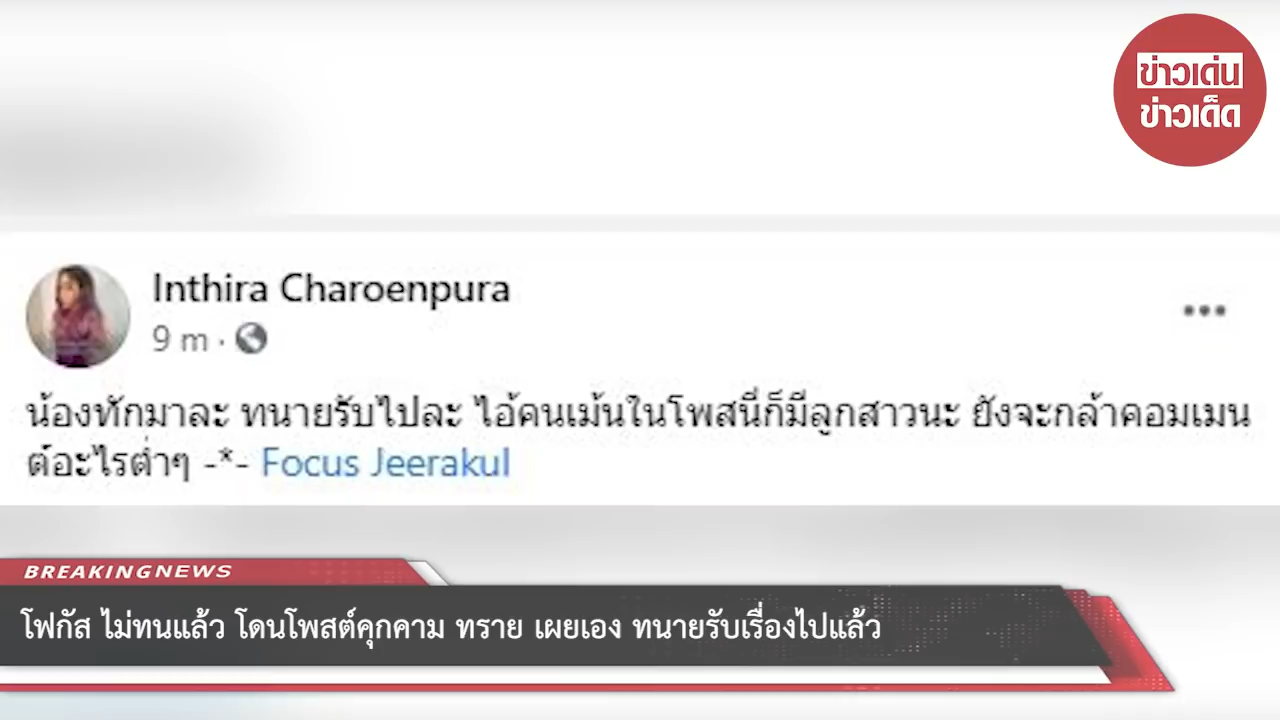 ข่าวเด่น
ข่าวเด็ด
Inthira Charoenpura
9 m ·
น้องทักมาละ ทนายรับไปละ ไอ้คนเม้นในโพสนี่ก็มีลูกสาวนะ ยังจะกล้าคอมเมน
ต์อะไรต่ำๆ -*- Focus Jeerakul
BREAKINGNEWS
โฟกัส ไม่ทนแล้ว โดนโพสต์คุกคาม ทราย เผยเอง ทนายรับเรื่องไปแล้ว